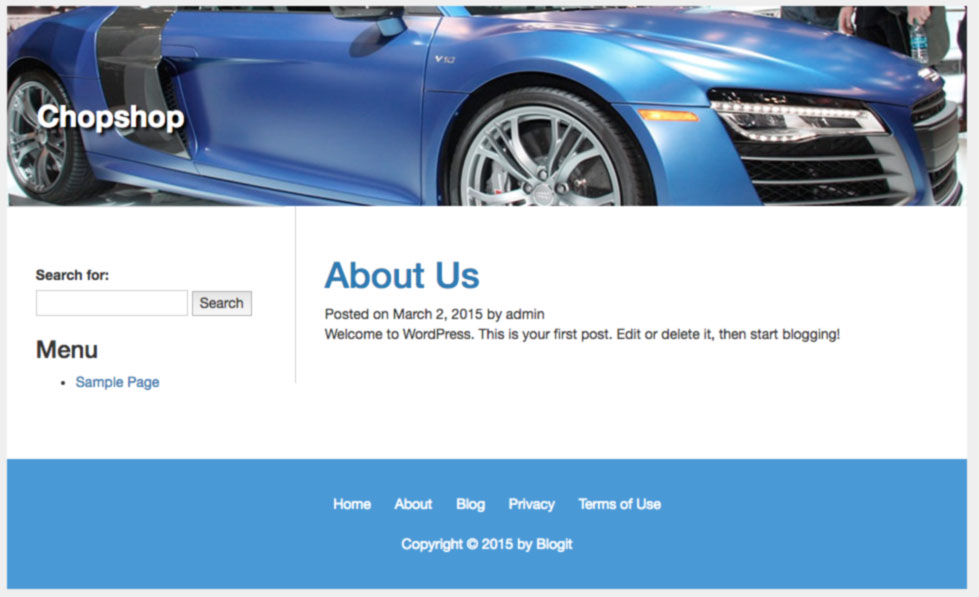 V10
Chopshop
Search for:
Search
Menu
Sample Page
About Us
Posted on March 2, 2015 by admin
Welcome to WordPress. This is your first post. Edit or delete it, then start blogging!
Home About Blog Privacy Terms of Use
Copyright © 2015 by Blogit